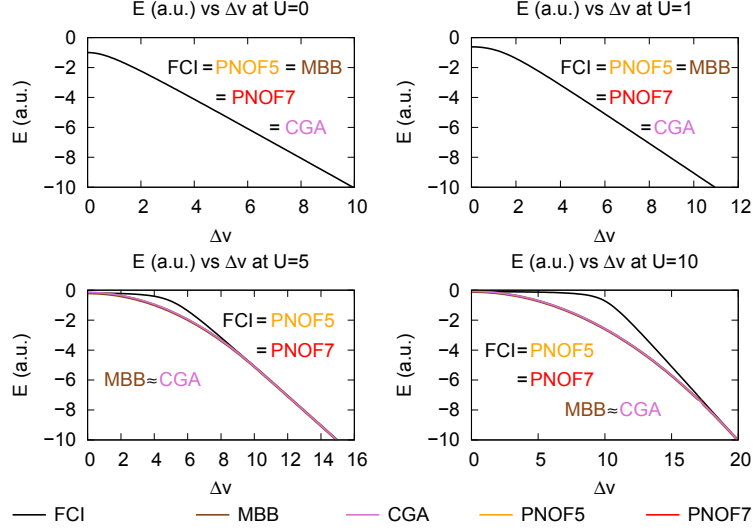 E (a.u.) vs Δv at U=0
E (a.u.)
0
−2
−4
−6
−8
−10
FCI = PNOF5 = MBB
= PNOF7
= CGA
0 2 4 6 8 10
Δv
E (a.u.) vs Δv at U=1
E (a.u.)
0
−2
−4
−6
−8
−10
FCI = PNOF5 = MBB
= PNOF7
= CGA
0 2 4 6 8 10 12
Δv
E (a.u.) vs Δv at U=5
E (a.u.)
0
−2
−4
−6
−8
−10
FCI = PNOF5
= PNOF7
MBB≈CGA
0 2 4 6 8 10 12 14 16
Δv
E (a.u.) vs Δv at U=10
E (a.u.)
0
−2
−4
−6
−8
−10
FCI = PNOF5
= PNOF7
MBB≈CGA
0 5 10 15 20
Δv
FCI MBB CGA PNOF5 PNOF7